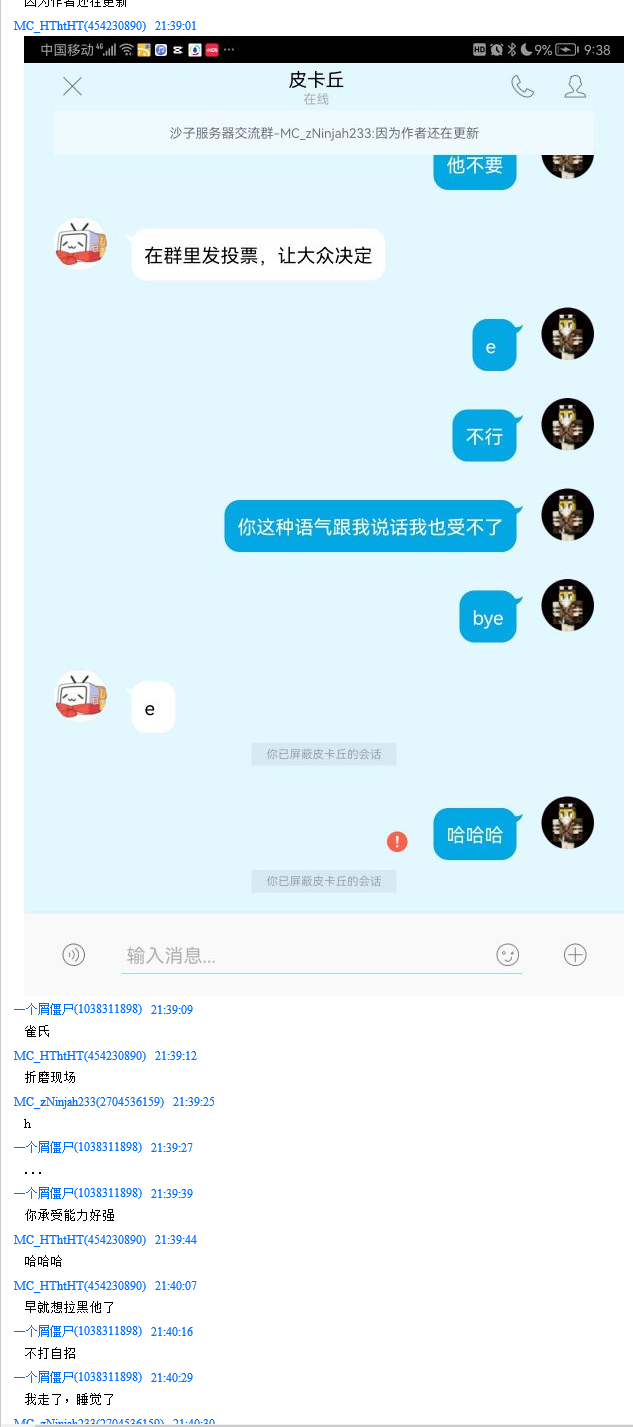 因为作者还在更新
MC_HThtHT(454230890) 21:39:01
中国移动 4G HD 9% 9:38
皮卡丘
在线
沙子服务器交流群-MC_zNinjah233:因为作者还在更新
他不要
在群里发投票，让大众决定
e
不行
你这种语气跟我说话我也受不了
bye
e
你已屏蔽皮卡丘的会话
哈哈哈
!
你已屏蔽皮卡丘的会话
输入消息...
一个屑僵尸(1038311898) 21:39:09
雀氏
MC_HThtHT(454230890) 21:39:12
折磨现场
MC_zNinjah233(2704536159) 21:39:25
h
一个屑僵尸(1038311898) 21:39:27
...
一个屑僵尸(1038311898) 21:39:39
你承受能力好强
MC_HThtHT(454230890) 21:39:44
哈哈哈
MC_HThtHT(454230890) 21:40:07
早就想拉黑他了
一个屑僵尸(1038311898) 21:40:16
不打自招
一个屑僵尸(1038311898) 21:40:29
我走了，睡觉了
MC_zNinjah233(2704536159) 21:40:30